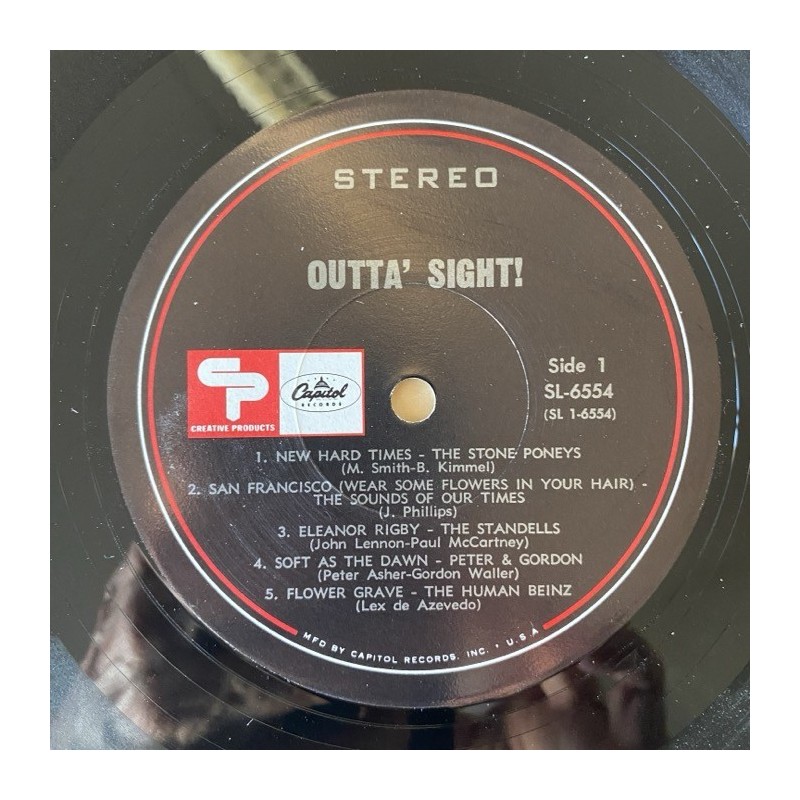 STEREO
OUTTA' SIGHT!
CP
CREATIVE PRODUCTS
Capitol
RECORDS
Side 1
SL-6554
(SL 1-6554)
1. NEW HARD TIMES - THE STONE PONEYS
(M. Smith-B. Kimmel)
2. SAN FRANCISCO (WEAR SOME FLOWERS IN YOUR HAIR) -
THE SOUNDS OF OUR TIMES
(J. Phillips)
3. ELEANOR RIGBY - THE STANDELLS
(John Lennon-Paul McCartney)
4. SOFT AS THE DAWN - PETER & GORDON
(Peter Asher-Gordon Waller)
5. FLOWER GRAVE - THE HUMAN BEINZ
(Lex de Azevedo)
MFD BY CAPITOL RECORDS, INC. • U.S.A